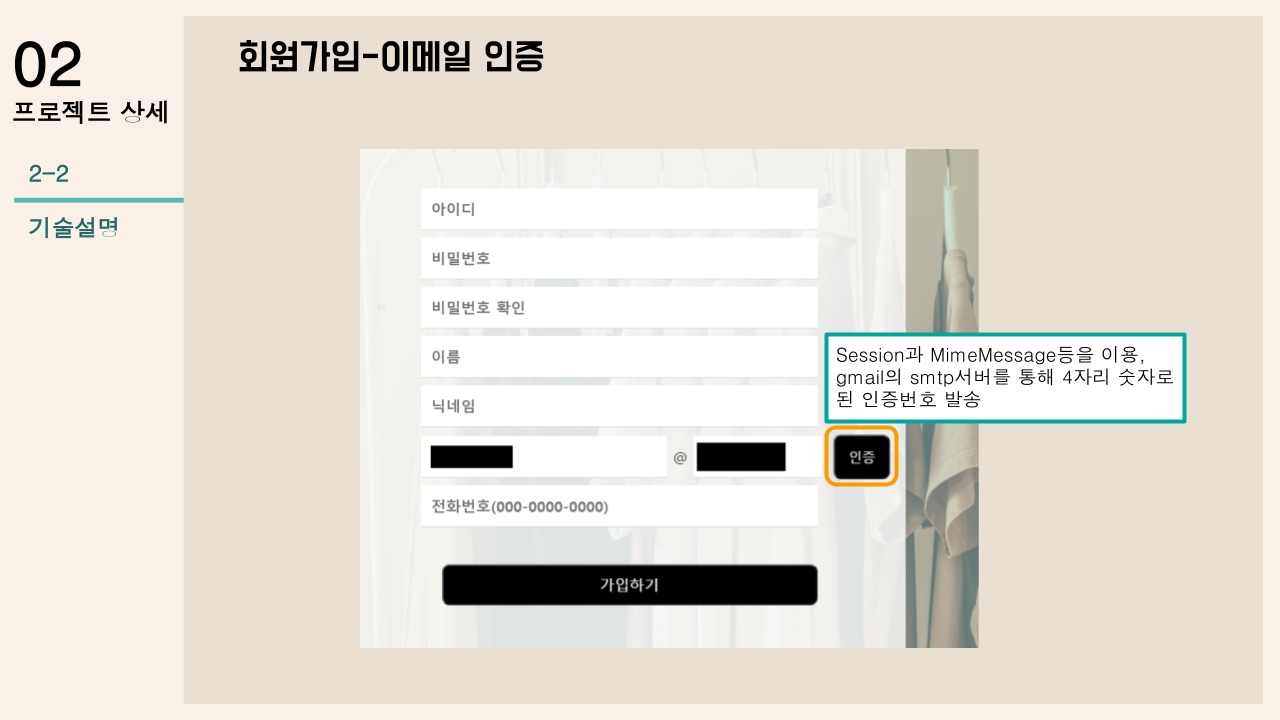 02
프로젝트 상세
2-2
기술설명
회원가입-이메일 인증
아이디
비밀번호
비밀번호 확인
이름
닉네임
@
인증
전화번호(000-0000-0000)
가입하기
Session과 MimeMessage등을 이용,
gmail의 smtp서버를 통해 4자리 숫자로
된 인증번호 발송